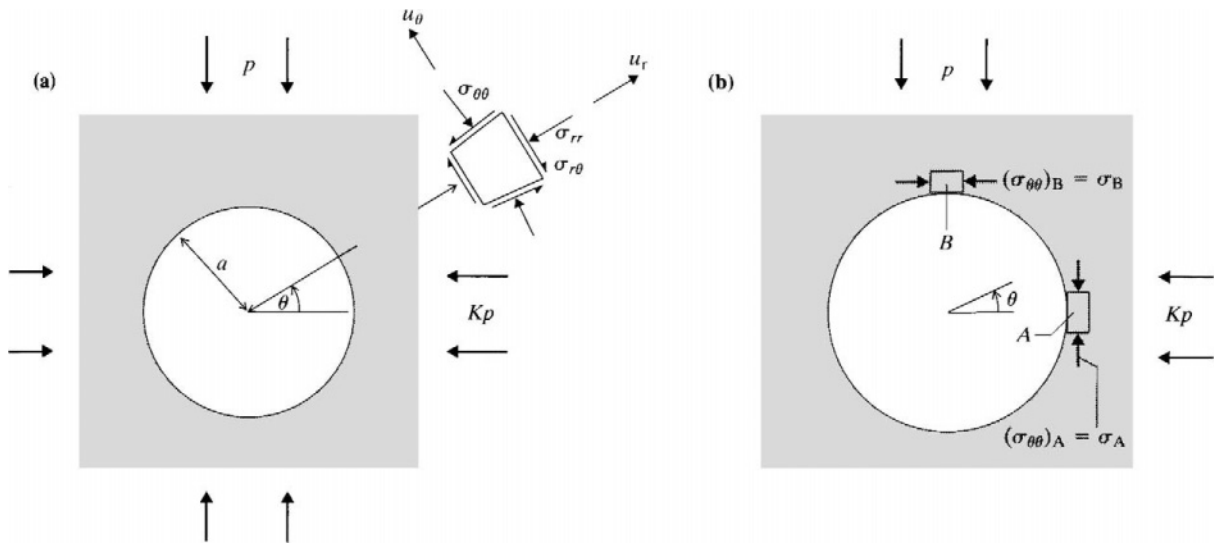 (a)
p
u_θ
u_r
σ_θθ
σ_rr
σ_rθ
a
θ
Kp
(b)
p
(σ_θθ)_B = σ_B
B
θ
A
Kp
(σ_θθ)_A = σ_A